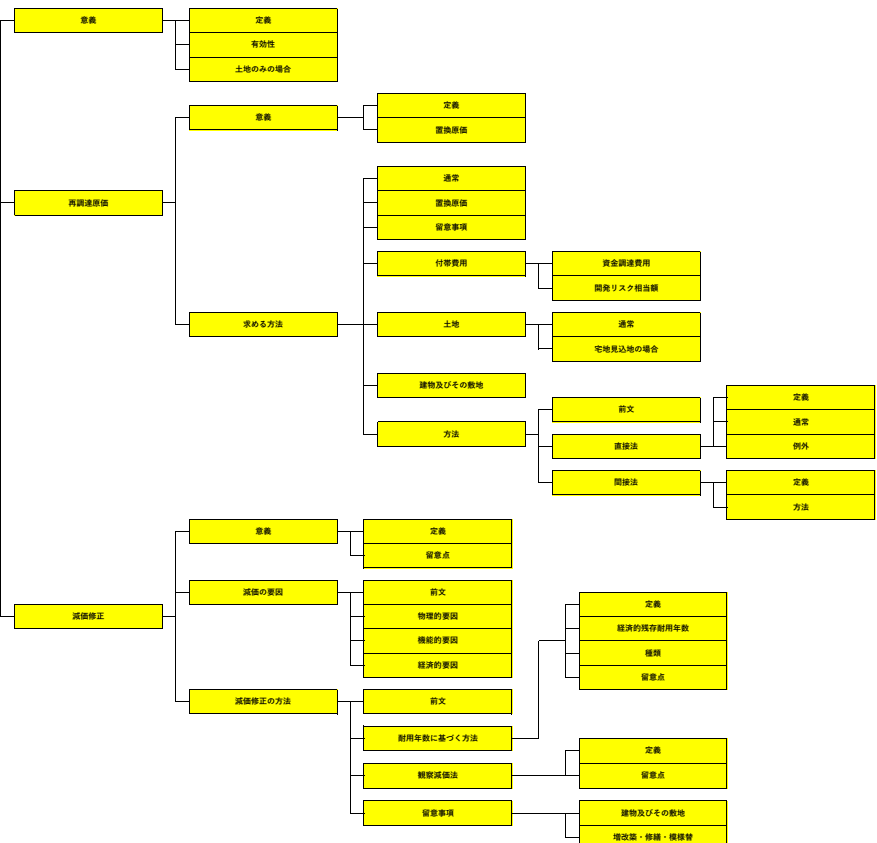 意義
定義
有効性
土地のみの場合
再調達原価
意義
定義
置換原価
求める方法
通常
置換原価
留意事項
付帯費用
資金調達費用
開発リスク相当額
土地
通常
宅地見込地の場合
建物及びその敷地
方法
前文
直接法
定義
通常
例外
間接法
定義
方法
減価修正
意義
定義
留意点
減価の要因
前文
物理的要因
機能的要因
経済的要因
減価修正の方法
前文
耐用年数に基づく方法
定義
経済的残存耐用年数
種類
留意点
観察減価法
定義
留意点
留意事項
建物及びその敷地
増改築・修繕・模様替